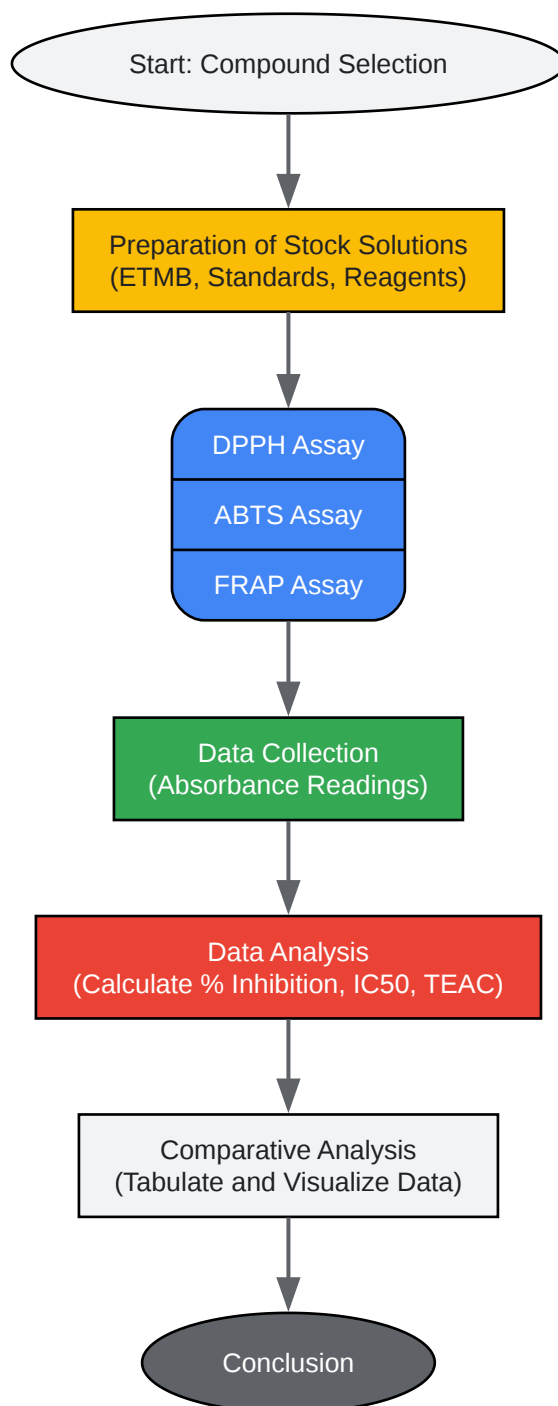 Start: Compound Selection
Preparation of Stock Solutions
(ETMB, Standards, Reagents)
DPPH Assay
ABTS Assay
FRAP Assay
Data Collection
(Absorbance Readings)
Data Analysis
(Calculate % Inhibition, IC50, TEAC)
Comparative Analysis
(Tabulate and Visualize Data)
Conclusion